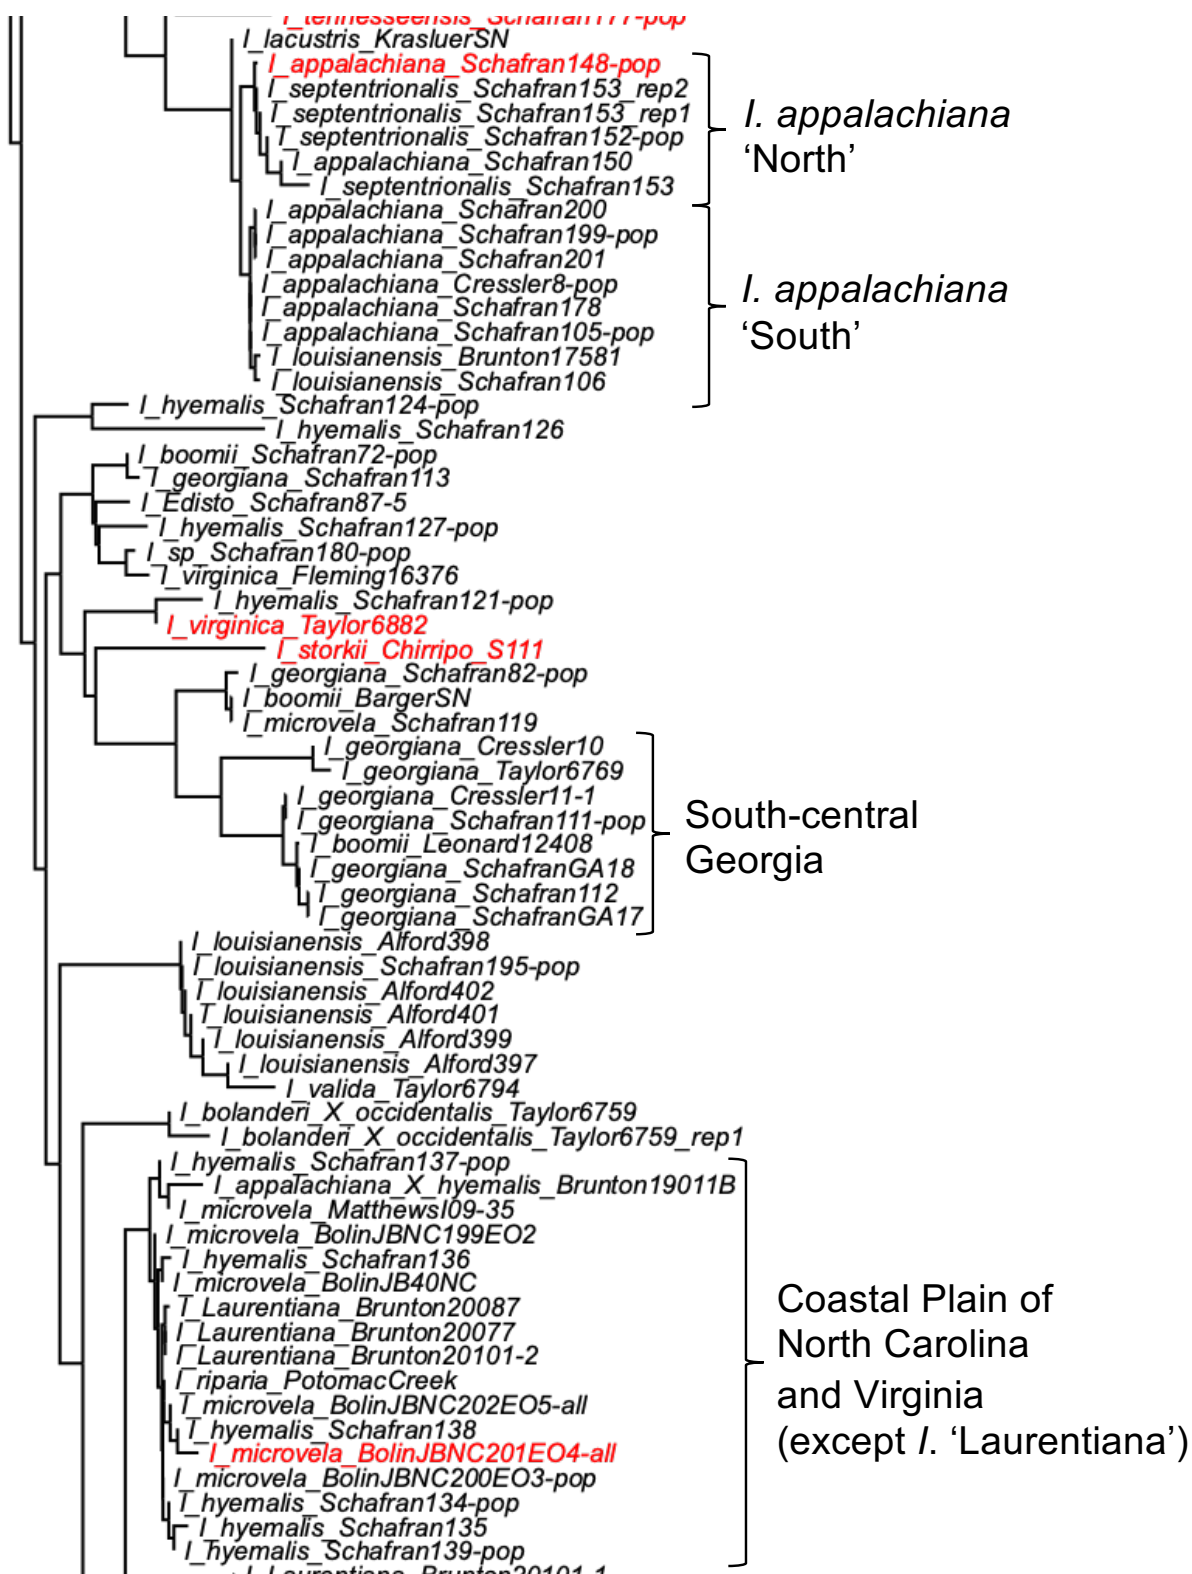 I_tennesseensis_Schafran177-pop
I_lacustris_KrasluerSN
I_appalachiana_Schafran148-pop
I_septentrionalis_Schafran153_rep2
I_septentrionalis_Schafran153_rep1
I_septentrionalis_Schafran152-pop
I_appalachiana_Schafran150
I_septentrionalis_Schafran153
I. appalachiana
‘North’
I_appalachiana_Schafran200
I_appalachiana_Schafran199-pop
I_appalachiana_Schafran201
I_appalachiana_Cressler8-pop
I_appalachiana_Schafran178
I_appalachiana_Schafran105-pop
I_louisianensis_Brunton17581
I_louisianensis_Schafran106
I. appalachiana
‘South’
I_hyemalis_Schafran124-pop
I_hyemalis_Schafran126
I_boomii_Schafran72-pop
I_georgiana_Schafran113
I_Edisto_Schafran87-5
I_hyemalis_Schafran127-pop
I_sp_Schafran180-pop
I_virginica_Fleming16376
I_hyemalis_Schafran121-pop
I_virginica_Taylor6882
I_storkii_Chirripo_S111
I_georgiana_Schafran82-pop
I_boomii_BargerSN
I_microvela_Schafran119
I_georgiana_Cressler10
I_georgiana_Taylor6769
I_georgiana_Cressler11-1
I_georgiana_Schafran111-pop
I_boomii_Leonard12408
I_georgiana_SchafranGA18
I_georgiana_Schafran112
I_georgiana_SchafranGA17
South-central
Georgia
I_louisianensis_Alford398
I_louisianensis_Schafran195-pop
I_louisianensis_Alford402
I_louisianensis_Alford401
I_louisianensis_Alford399
I_louisianensis_Alford397
I_valida_Taylor6794
I_bolanderi_X_occidentalis_Taylor6759
I_bolanderi_X_occidentalis_Taylor6759_rep1
I_hyemalis_Schafran137-pop
I_appalachiana_X_hyemalis_Brunton19011B
I_microvela_MatthewsI09-35
I_microvela_BolinJBNC199EO2
I_hyemalis_Schafran136
I_microvela_BolinJB40NC
I_Laurentiana_Brunton20087
I_Laurentiana_Brunton20077
I_Laurentiana_Brunton20101-2
I_riparia_PotomacCreek
I_microvela_BolinJBNC202EO5-all
I_hyemalis_Schafran138
I_microvela_BolinJBNC201EO4-all
I_microvela_BolinJBNC200EO3-pop
I_hyemalis_Schafran134-pop
I_hyemalis_Schafran135
I_hyemalis_Schafran139-pop
Coastal Plain of
North Carolina
and Virginia
(except I. ‘Laurentiana’)
I_Laurentiana_Brunton20101-1